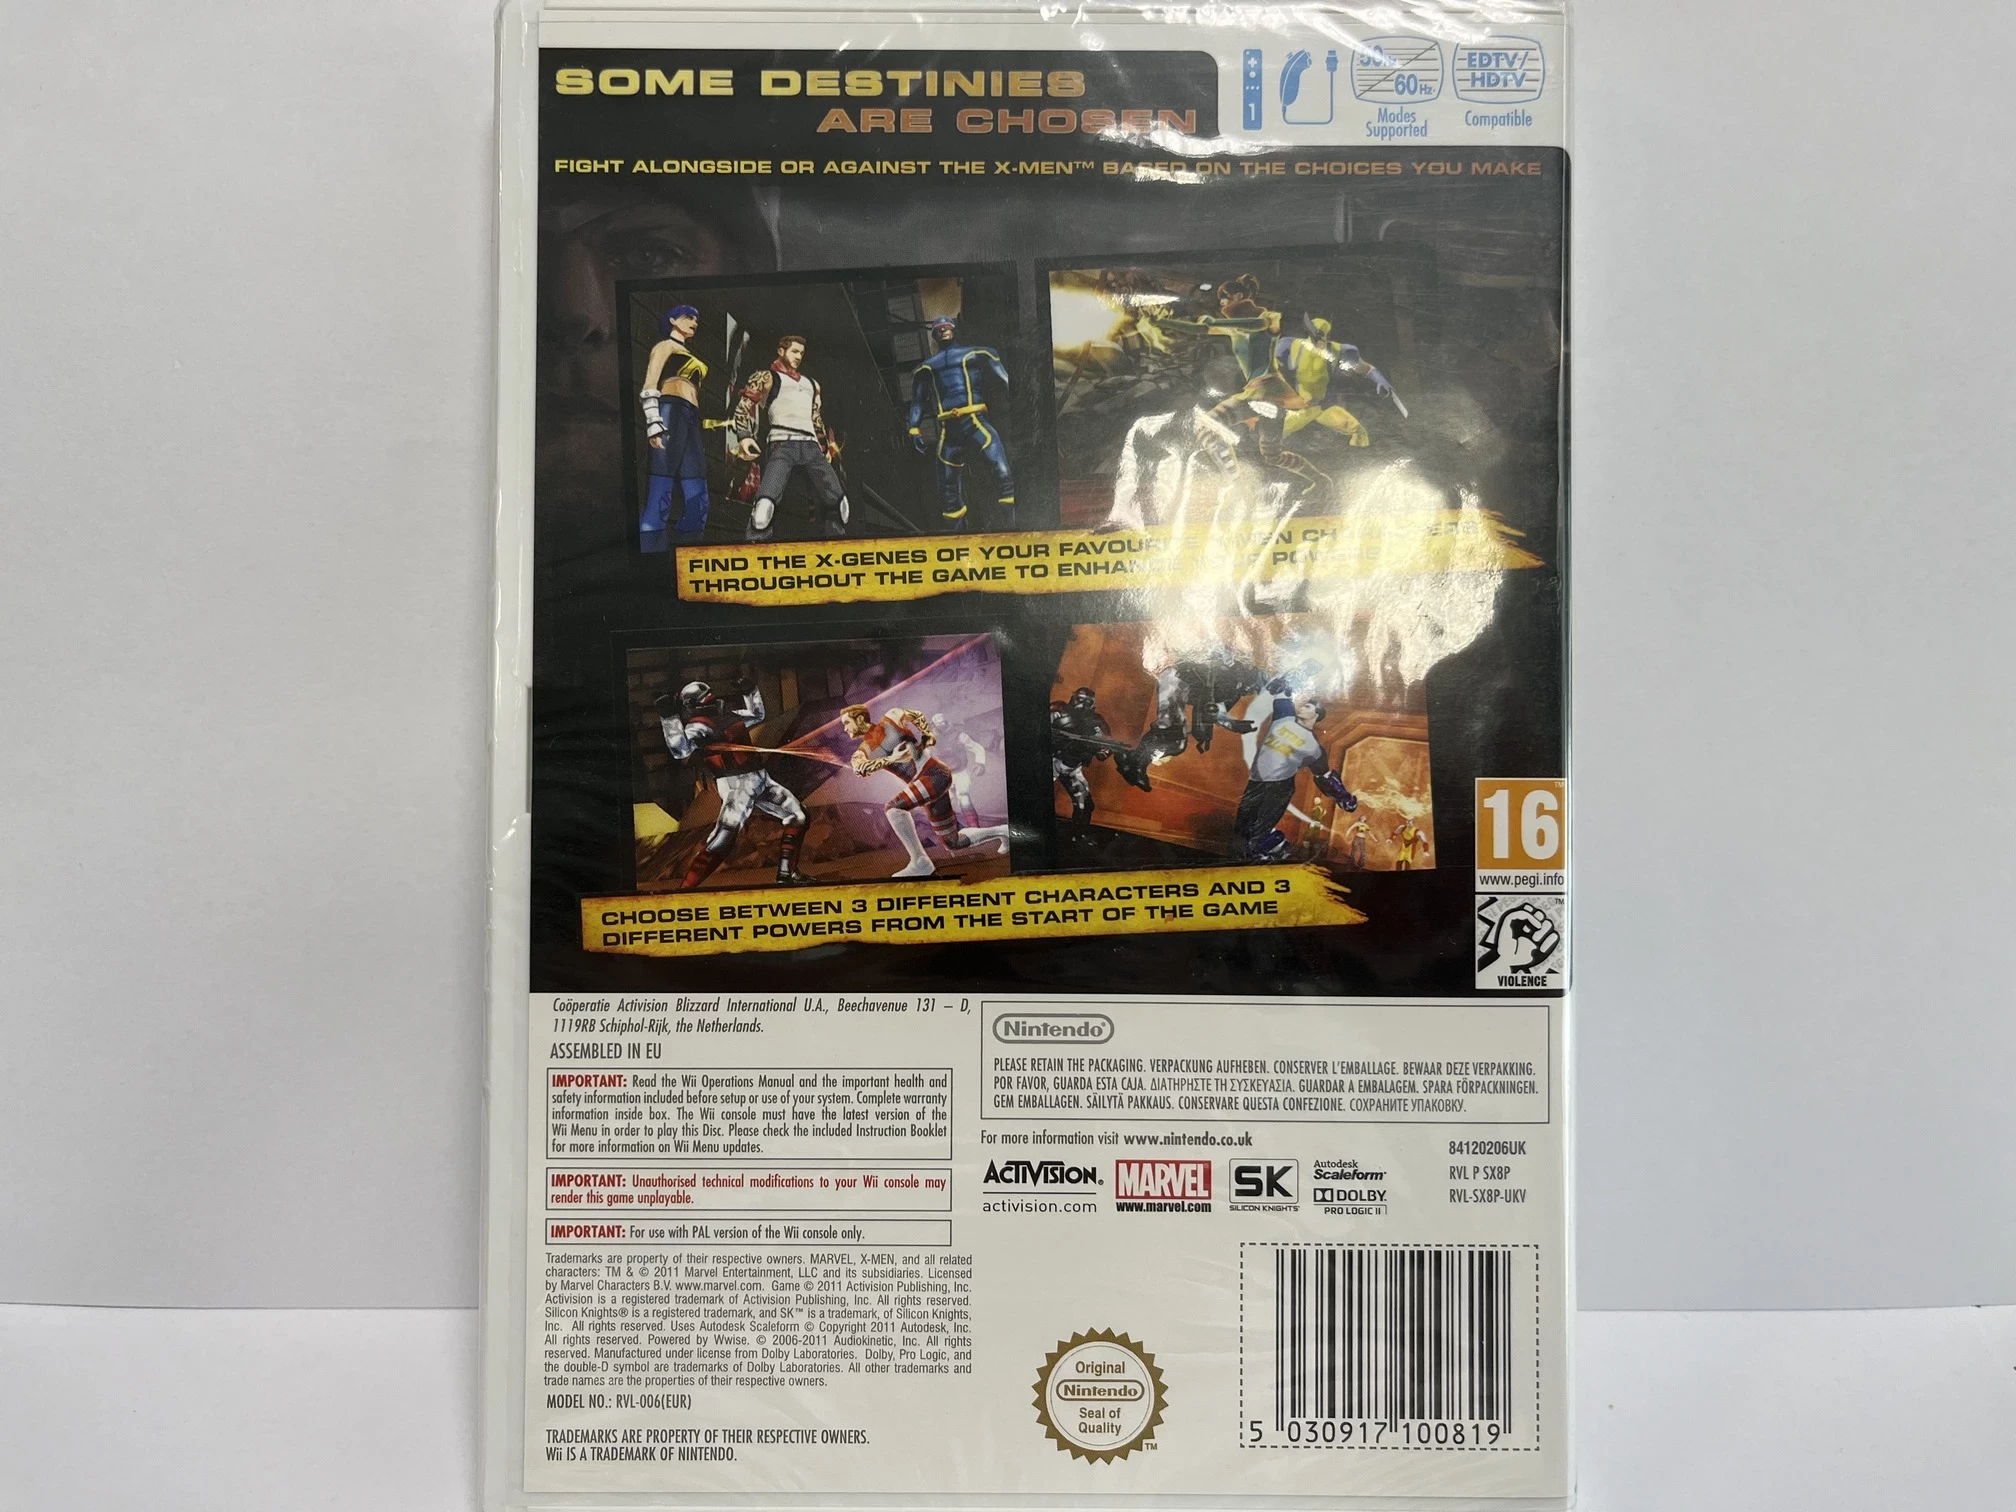 SOME DESTINIES
ARE CHOSEN
1
60Hz
Modes
Supported
EDTV/
HDTV
Compatible
FIGHT ALONGSIDE OR AGAINST THE X-MEN™ BASED ON THE CHOICES YOU MAKE
FIND THE X-GENES OF YOUR
THROUGHOUT THE GAME TO
CHOOSE BETWEEN 3 DIFFERENT CHARACTERS AND 3
DIFFERENT POWERS FROM THE START OF THE GAME
16
www.pegi.info
VIOLENCE
Coöperatie Activision Blizzard International U.A., Beechavenue 131 – D,
1119RB Schiphol-Rijk, the Netherlands.
ASSEMBLED IN EU
IMPORTANT: Read the Wii Operations Manual and the important health and
safety information included before setup or use of your system. Complete warranty
information inside box. The Wii console must have the latest version of the
Wii Menu in order to play this Disc. Please check the included Instruction Booklet
for more information on Wii Menu updates.
IMPORTANT: Unauthorised technical modifications to your Wii console may
render this game unplayable.
IMPORTANT: For use with PAL version of the Wii console only.
Trademarks are property of their respective owners. MARVEL, X-MEN, and all related
characters: TM & © 2011 Marvel Entertainment, LLC and its subsidiaries. Licensed
by Marvel Characters B.V. www.marvel.com. Game © 2011 Activision Publishing, Inc.
Activision is a registered trademark of Activision Publishing, Inc. All rights reserved.
Silicon Knights® is a registered trademark, and SK™ is a trademark, of Silicon Knights,
Inc. All rights reserved. Uses Autodesk Scaleform © Copyright 2011 Autodesk, Inc.
All rights reserved. Powered by Wwise. © 2006-2011 Audiokinetic, Inc. All rights
reserved. Manufactured under license from Dolby Laboratories. Dolby, Pro Logic, and
the double-D symbol are trademarks of Dolby Laboratories. All other trademarks and
trade names are the properties of their respective owners.
MODEL NO.: RVL-006(EUR)
TRADEMARKS ARE PROPERTY OF THEIR RESPECTIVE OWNERS.
Wii IS A TRADEMARK OF NINTENDO.
Nintendo®
PLEASE RETAIN THE PACKAGING. VERPACKUNG AUFHEBEN. CONSERVER L'EMBALLAGE. BEWAAR DEZE VERPAKKING.
POR FAVOR, GUARDA ESTA CAJA. ΔΙΑΤΗΡΗΣΤΕ ΤΗ ΣΥΣΚΕΥΑΣΙΑ. GUARDAR A EMBALAGEM. SPARA FÖRPACKNINGEN.
GEM EMBALLAGEN. SÄILYTÄ PAKKAUS. CONSERVARE QUESTA CONFEZIONE. СОХРАНИТЕ УПАКОВКУ.
For more information visit www.nintendo.co.uk
84120206UK
RVL P SX8P
RVL-SX8P-UKV
ACTIVISION®
activision.com
MARVEL
www.marvel.com
SK
SILICON KNIGHTS
Autodesk
Scaleform®
DOLBY
PRO LOGIC II
Original
Nintendo
Seal of
Quality
™
5 030917 100819